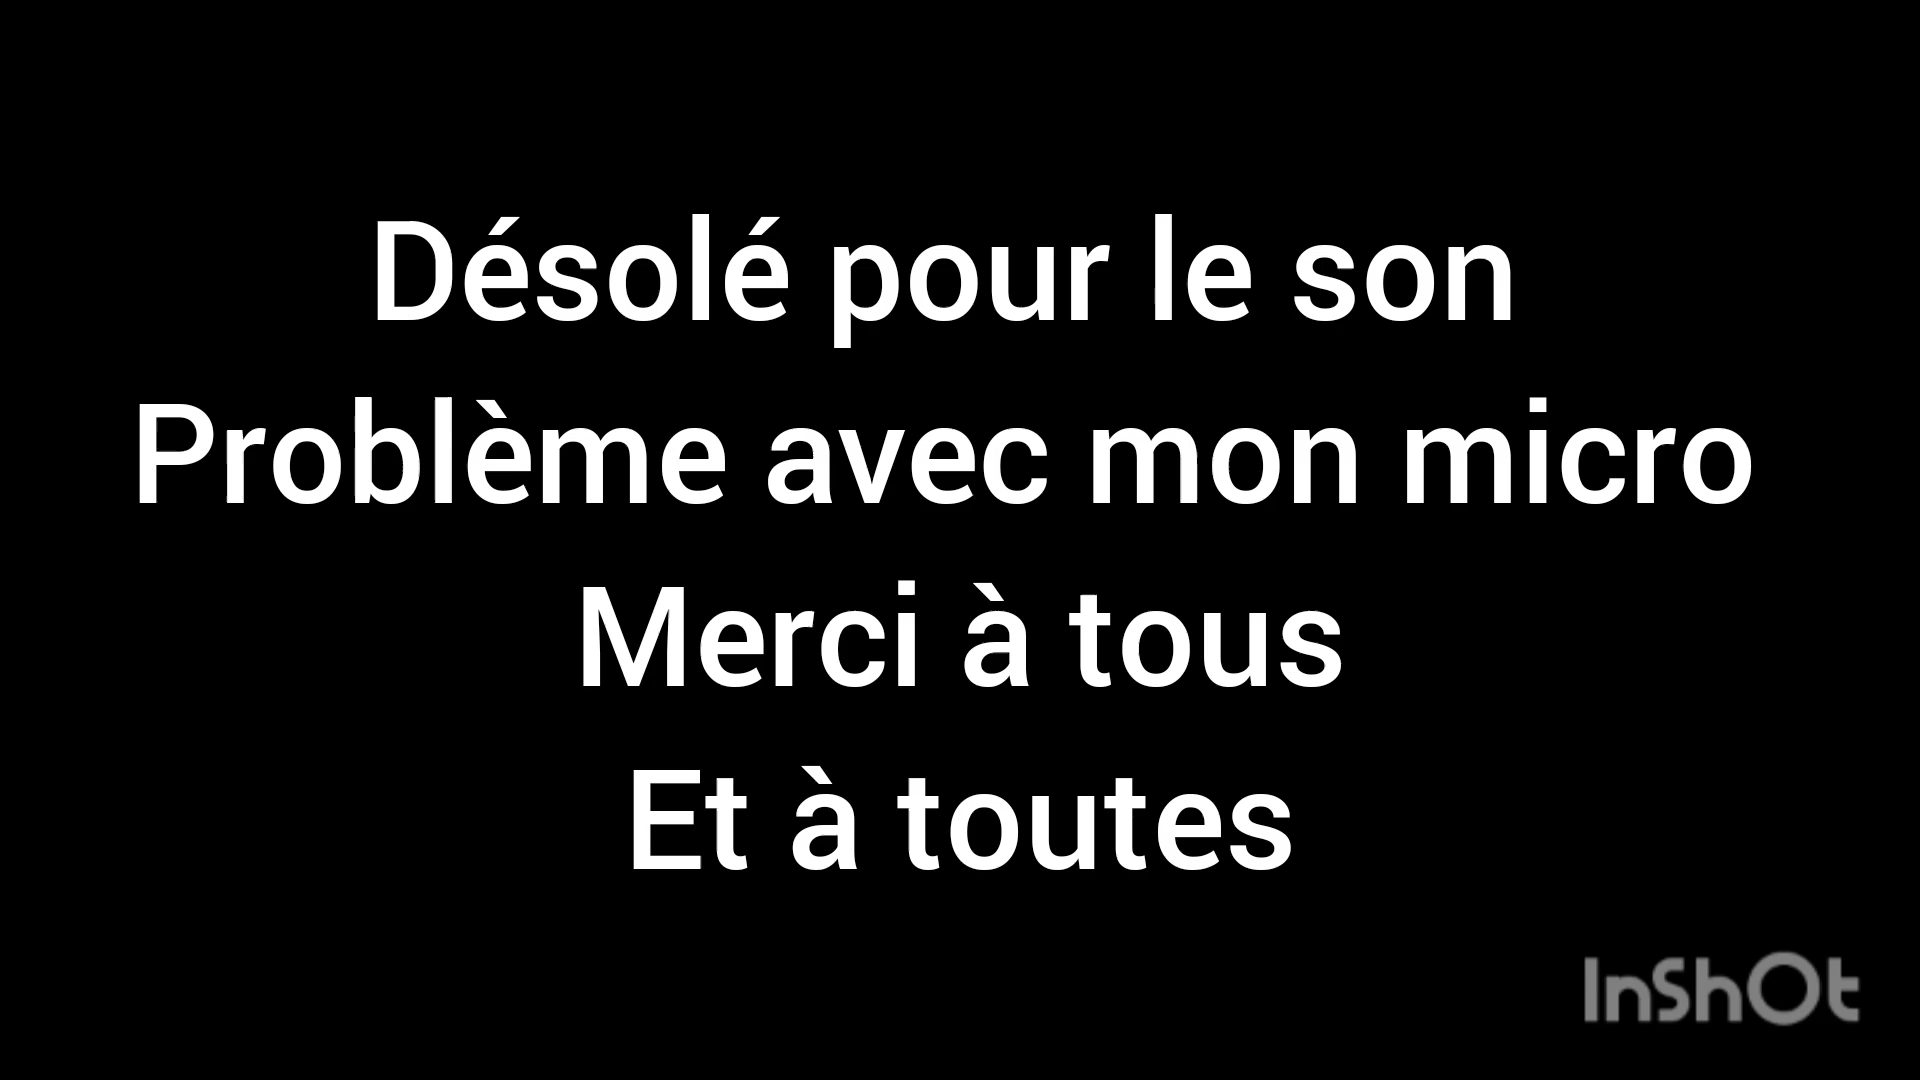 Désolé pour le son
Problème avec mon micro
Merci à tous
Et à toutes
InShOt